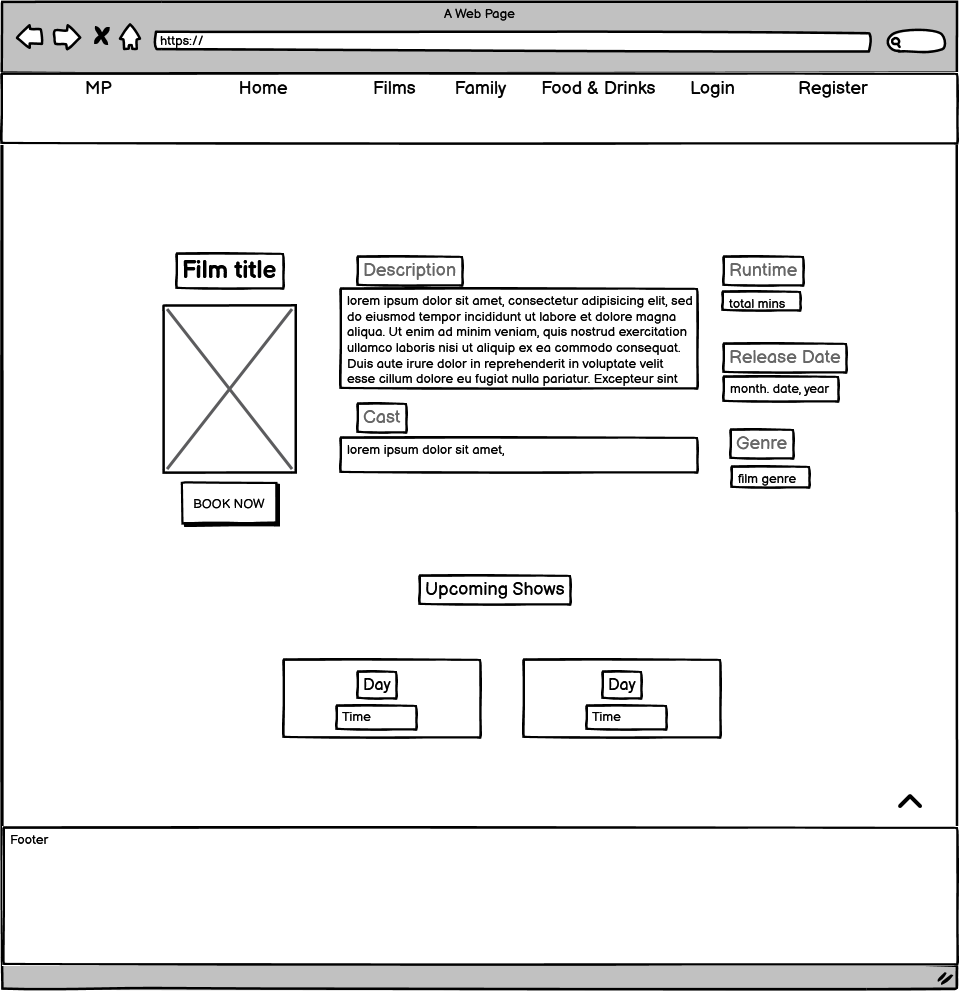 A Web Page
https://
MP Home Films Family Food & Drinks Login Register
Film title
BOOK NOW
Description
lorem ipsum dolor sit amet, consectetur adipisicing elit, sed
do eiusmod tempor incididunt ut labore et dolore magna
aliqua. Ut enim ad minim veniam, quis nostrud exercitation
ullamco laboris nisi ut aliquip ex ea commodo consequat.
Duis aute irure dolor in reprehenderit in voluptate velit
esse cillum dolore eu fugiat nulla pariatur. Excepteur sint
Cast
lorem ipsum dolor sit amet,
Runtime
total mins
Release Date
month. date, year
Genre
film genre
Upcoming Shows
Day
Time
Day
Time
Footer